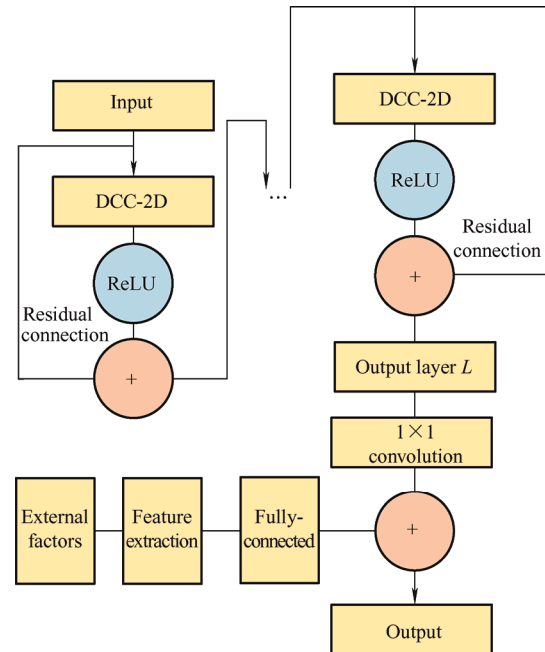 Input
DCC-2D
ReLU
Residual
connection
+
...
DCC-2D
ReLU
Residual
connection
+
Output layer L
1×1
convolution
External
factors
Feature
extraction
Fully-
connected
+
Output